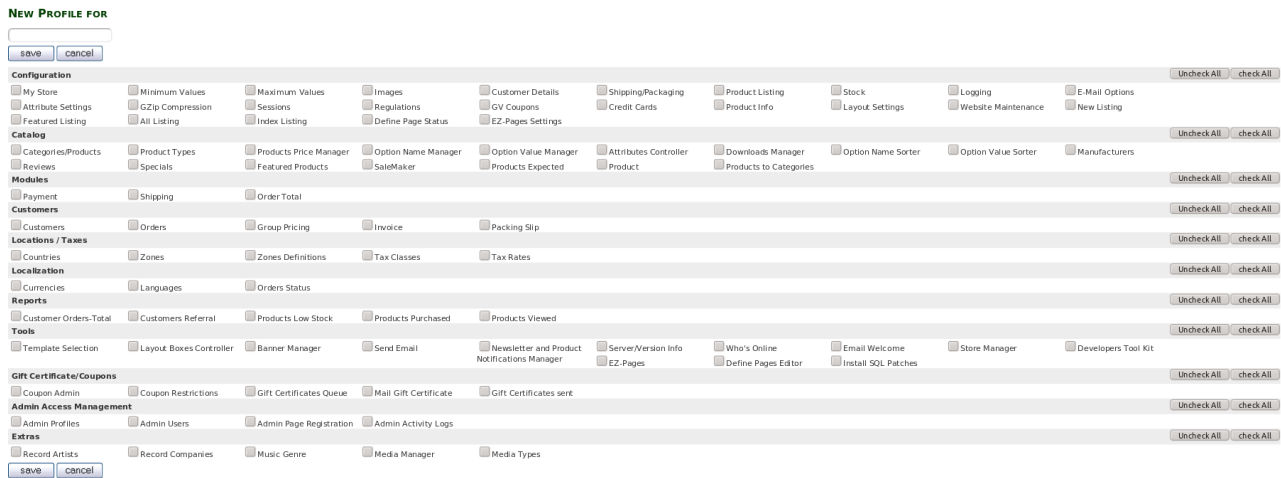 New Profile for
save cancel
Configuration Uncheck All check All
My Store Minimum Values Maximum Values Images Customer Details Shipping/Packaging Product Listing Stock Logging E-Mail Options
Attribute Settings GZip Compression Sessions Regulations GV Coupons Credit Cards Product Info Layout Settings Website Maintenance New Listing
Featured Listing All Listing Index Listing Define Page Status EZ-Pages Settings
Catalog Uncheck All check All
Categories/Products Product Types Products Price Manager Option Name Manager Option Value Manager Attributes Controller Downloads Manager Option Name Sorter Option Value Sorter Manufacturers
Reviews Specials Featured Products SaleMaker Products Expected Product Products to Categories
Modules Uncheck All check All
Payment Shipping Order Total
Customers Uncheck All check All
Customers Orders Group Pricing Invoice Packing Slip
Locations / Taxes Uncheck All check All
Countries Zones Zones Definitions Tax Classes Tax Rates
Localization Uncheck All check All
Currencies Languages Orders Status
Reports Uncheck All check All
Customer Orders-Total Customers Referral Products Low Stock Products Purchased Products Viewed
Tools Uncheck All check All
Template Selection Layout Boxes Controller Banner Manager Send Email Newsletter and Product Server/Version Info Who's Online Email Welcome Store Manager Developers Tool Kit
Notifications Manager EZ-Pages Define Pages Editor Install SQL Patches
Gift Certificate/Coupons Uncheck All check All
Coupon Admin Coupon Restrictions Gift Certificates Queue Mail Gift Certificate Gift Certificates sent
Admin Access Management Uncheck All check All
Admin Profiles Admin Users Admin Page Registration Admin Activity Logs
Extras Uncheck All check All
Record Artists Record Companies Music Genre Media Manager Media Types
save cancel